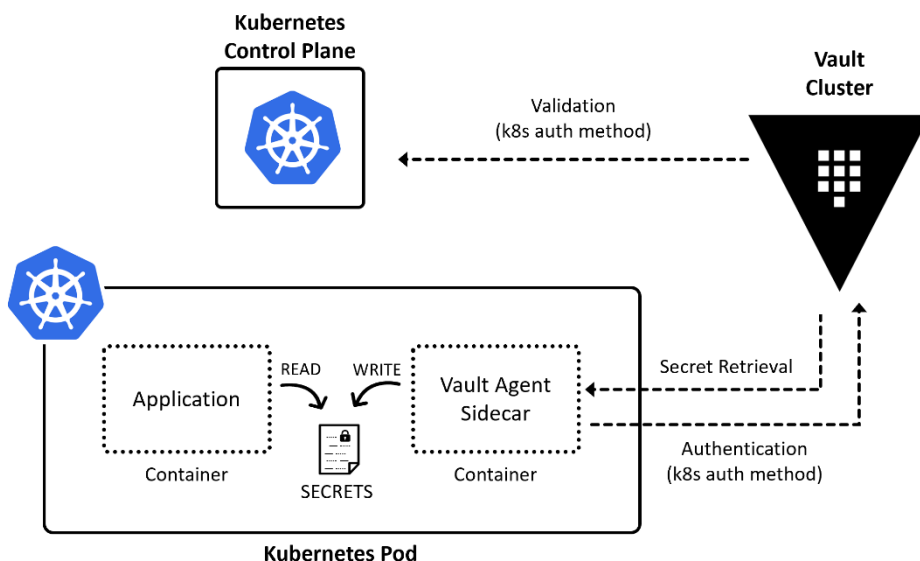 Kubernetes
Control Plane
Vault
Cluster
Validation
(k8s auth method)
READ
WRITE
Application
Vault Agent
Sidecar
Secret Retrieval
Container
SECRETS
Container
Authentication
(k8s auth method)
Kubernetes Pod